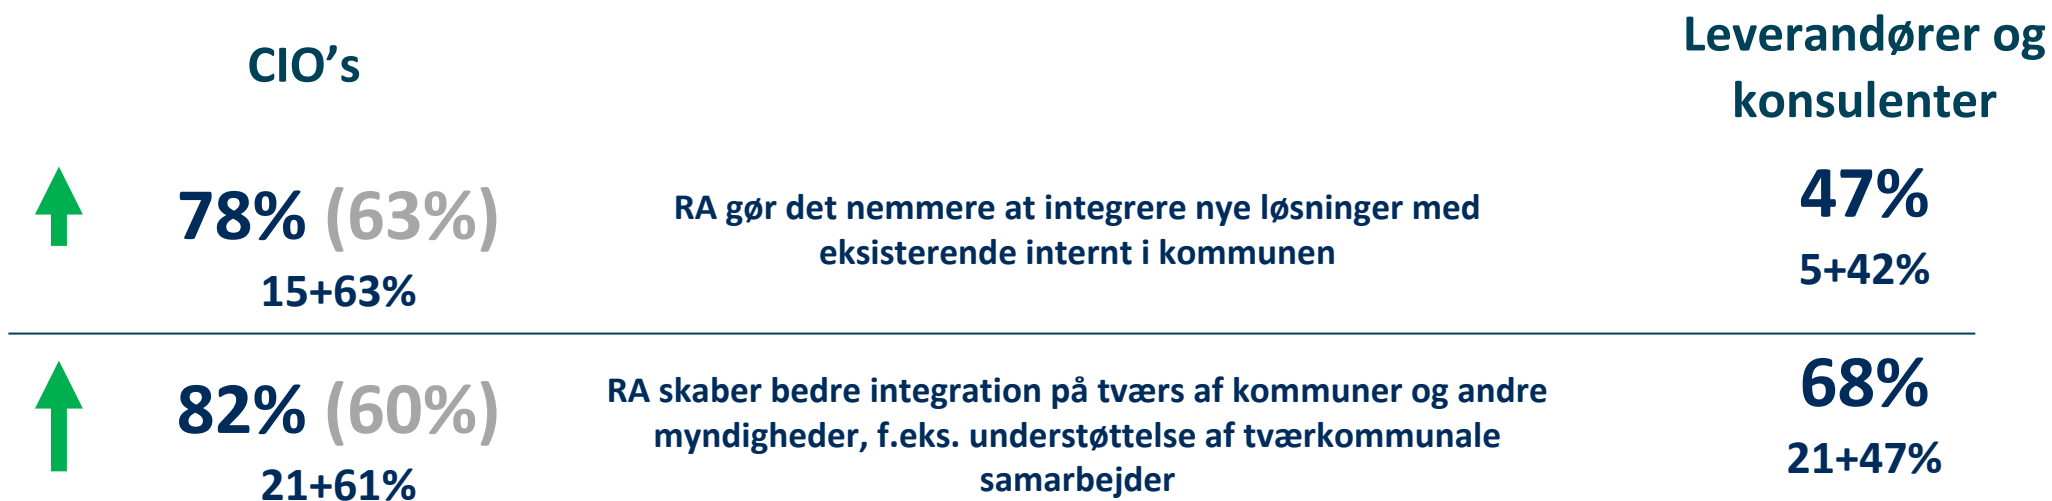 CIO’s
Leverandører og
konsulenter
78% (63%)
15+63%
RA gør det nemmere at integrere nye løsninger med
eksisterende internt i kommunen
47%
5+42%
82% (60%)
21+61%
RA skaber bedre integration på tværs af kommuner og andre
myndigheder, f.eks. understøttelse af tværkommunale
samarbejder
68%
21+47%